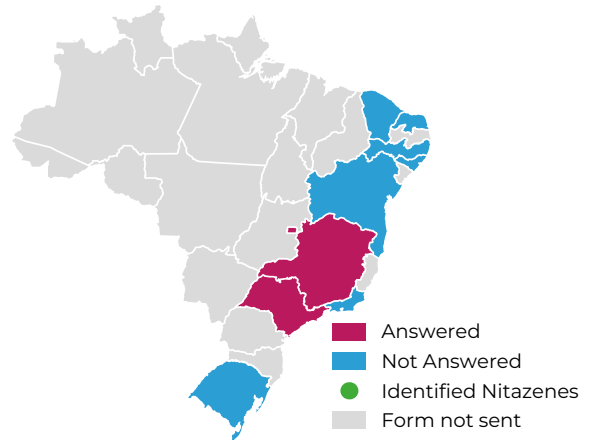 Answered
Not Answered
Identified Nitazenes
Form not sent